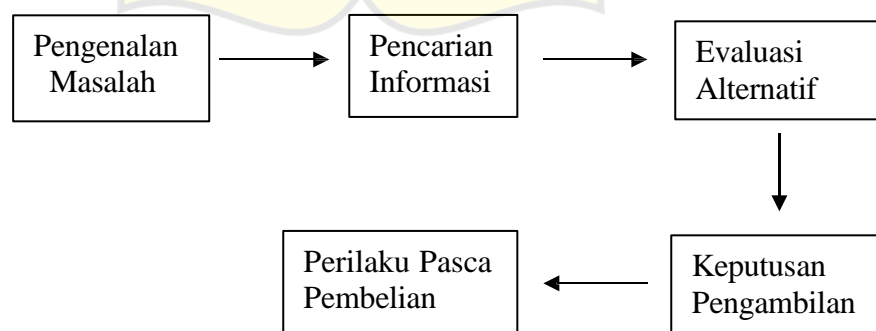 Pengenalan
Masalah
Pencarian
Informasi
Evaluasi
Alternatif
Keputusan
Pengambilan
Perilaku Pasca
Pembelian